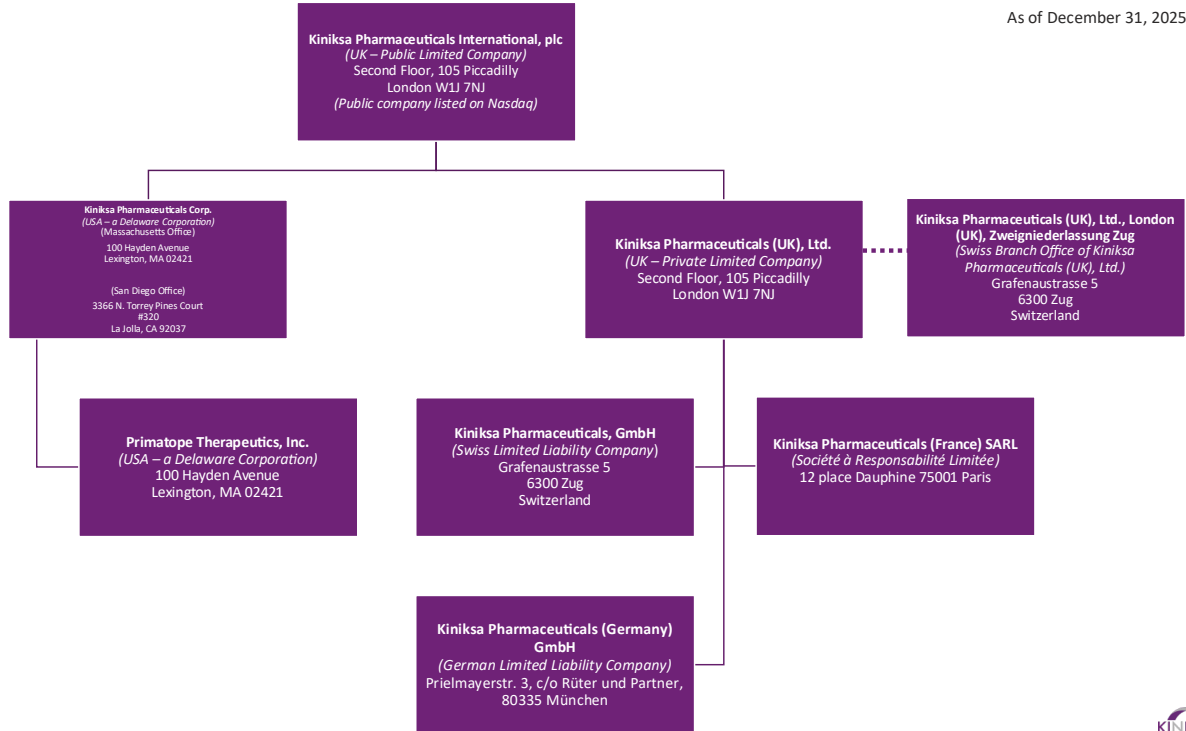 As of December 31, 2025
Kiniksa Pharmaceuticals International, plc
(UK – Public Limited Company)
Second Floor, 105 Piccadilly
London W1J 7NJ
(Public company listed on Nasdaq)
Kiniksa Pharmaceuticals Corp.
(USA – a Delaware Corporation)
(Massachusetts Office)
100 Hayden Avenue
Lexington, MA 02421
(San Diego Office)
3366 N. Torrey Pines Court
#320
La Jolla, CA 92037
Kiniksa Pharmaceuticals (UK), Ltd.
(UK – Private Limited Company)
Second Floor, 105 Piccadilly
London W1J 7NJ
Kiniksa Pharmaceuticals (UK), Ltd., London
(UK), Zweigniederlassung Zug
(Swiss Branch Office of Kiniksa
Pharmaceuticals (UK), Ltd.)
Grafenaustrasse 5
6300 Zug
Switzerland
Primatope Therapeutics, Inc.
(USA – a Delaware Corporation)
100 Hayden Avenue
Lexington, MA 02421
Kiniksa Pharmaceuticals, GmbH
(Swiss Limited Liability Company)
Grafenaustrasse 5
6300 Zug
Switzerland
Kiniksa Pharmaceuticals (France) SARL
(Société à Responsabilité Limitée)
12 place Dauphine 75001 Paris
Kiniksa Pharmaceuticals (Germany)
GmbH
(German Limited Liability Company)
Prielmayerstr. 3, c/o Rüter und Partner,
80335 München